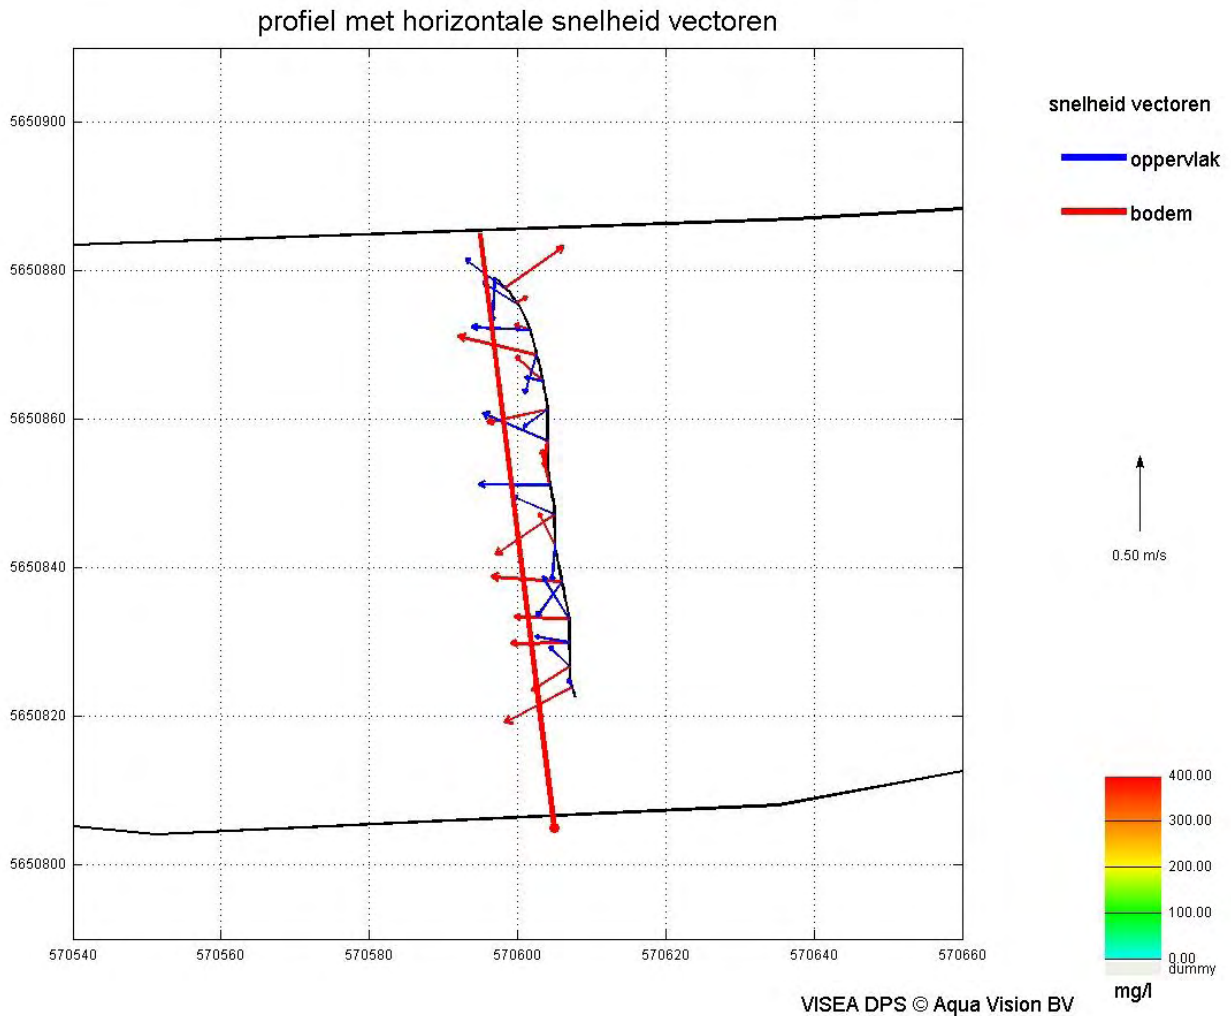 profiel met horizontale snelheid vectoren
snelheid vectoren
oppervlak
bodem
5650900
5650880
5650860
5650840
5650820
5650800
570540 570560 570580 570600 570620 570640 570660
0.50 m/s
400.00
300.00
200.00
100.00
0.00
dummy
mg/l
VISEA DPS © Aqua Vision BV